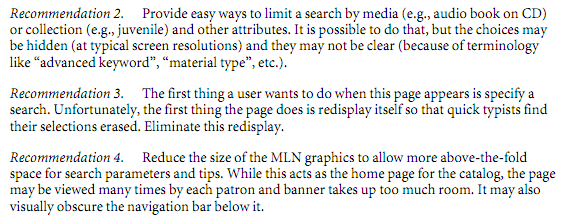 Recommendation 2. Provide easy ways to limit a search by media (e.g., audio book on CD)
or collection (e.g., juvenile) and other attributes. It is possible to do that, but the choices may
be hidden (at typical screen resolutions) and they may not be clear (because of terminology
like “advanced keyword”, “material type”, etc.).
Recommendation 3. The first thing a user wants to do when this page appears is specify a
search. Unfortunately, the first thing the page does is redisplay itself so that quick typists find
their selections erased. Eliminate this redisplay.
Recommendation 4. Reduce the size of the MLN graphics to allow more above-the-fold
space for search parameters and tips. While this acts as the home page for the catalog, the page
may be viewed many times by each patron and banner takes up too much room. It may also
visually obscure the navigation bar below it.